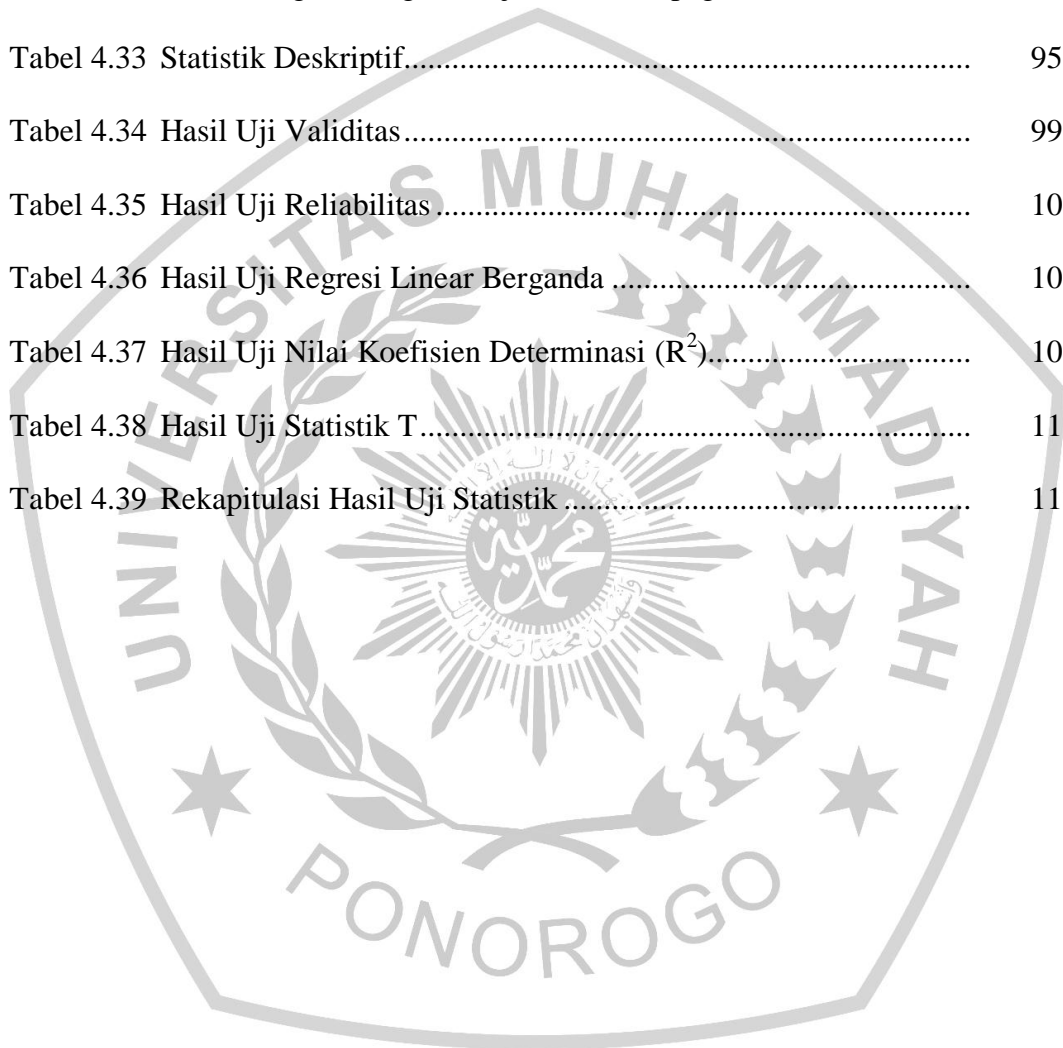 Tabel 4.33 Statistik Deskriptif...................................................................... 95
Tabel 4.34 Hasil Uji Validitas...................................................................... 99
Tabel 4.35 Hasil Uji Reliabilitas .................................................................. 10
Tabel 4.36 Hasil Uji Regresi Linear Berganda ............................................. 10
Tabel 4.37 Hasil Uji Nilai Koefisien Determinasi (R²)................................. 10
Tabel 4.38 Hasil Uji Statistik T.................................................................... 11
Tabel 4.39 Rekapitulasi Hasil Uji Statistik ................................................... 11
UNIVERSITAS MUHAMMADIYAH
PONOROGO